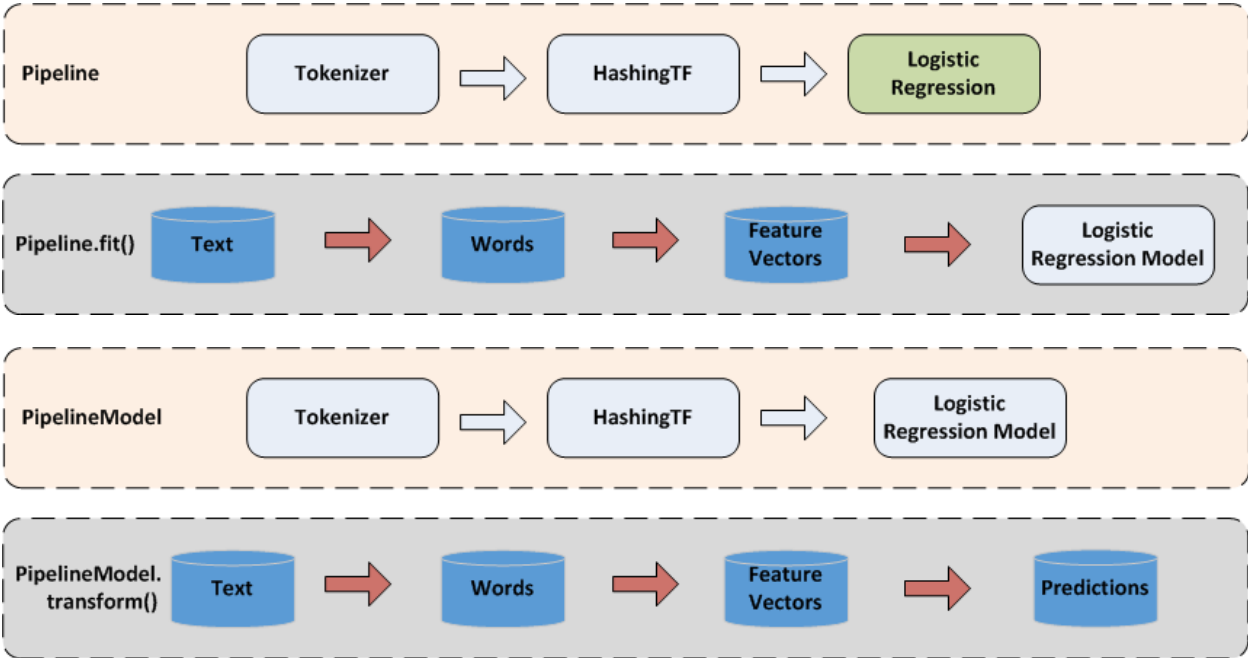 Pipeline
Tokenizer
HashingTF
Logistic
Regression
Pipeline.fit()
Text
Words
Feature
Vectors
Logistic
Regression Model
PipelineModel
Tokenizer
HashingTF
Logistic
Regression Model
PipelineModel.
transform()
Text
Words
Feature
Vectors
Predictions